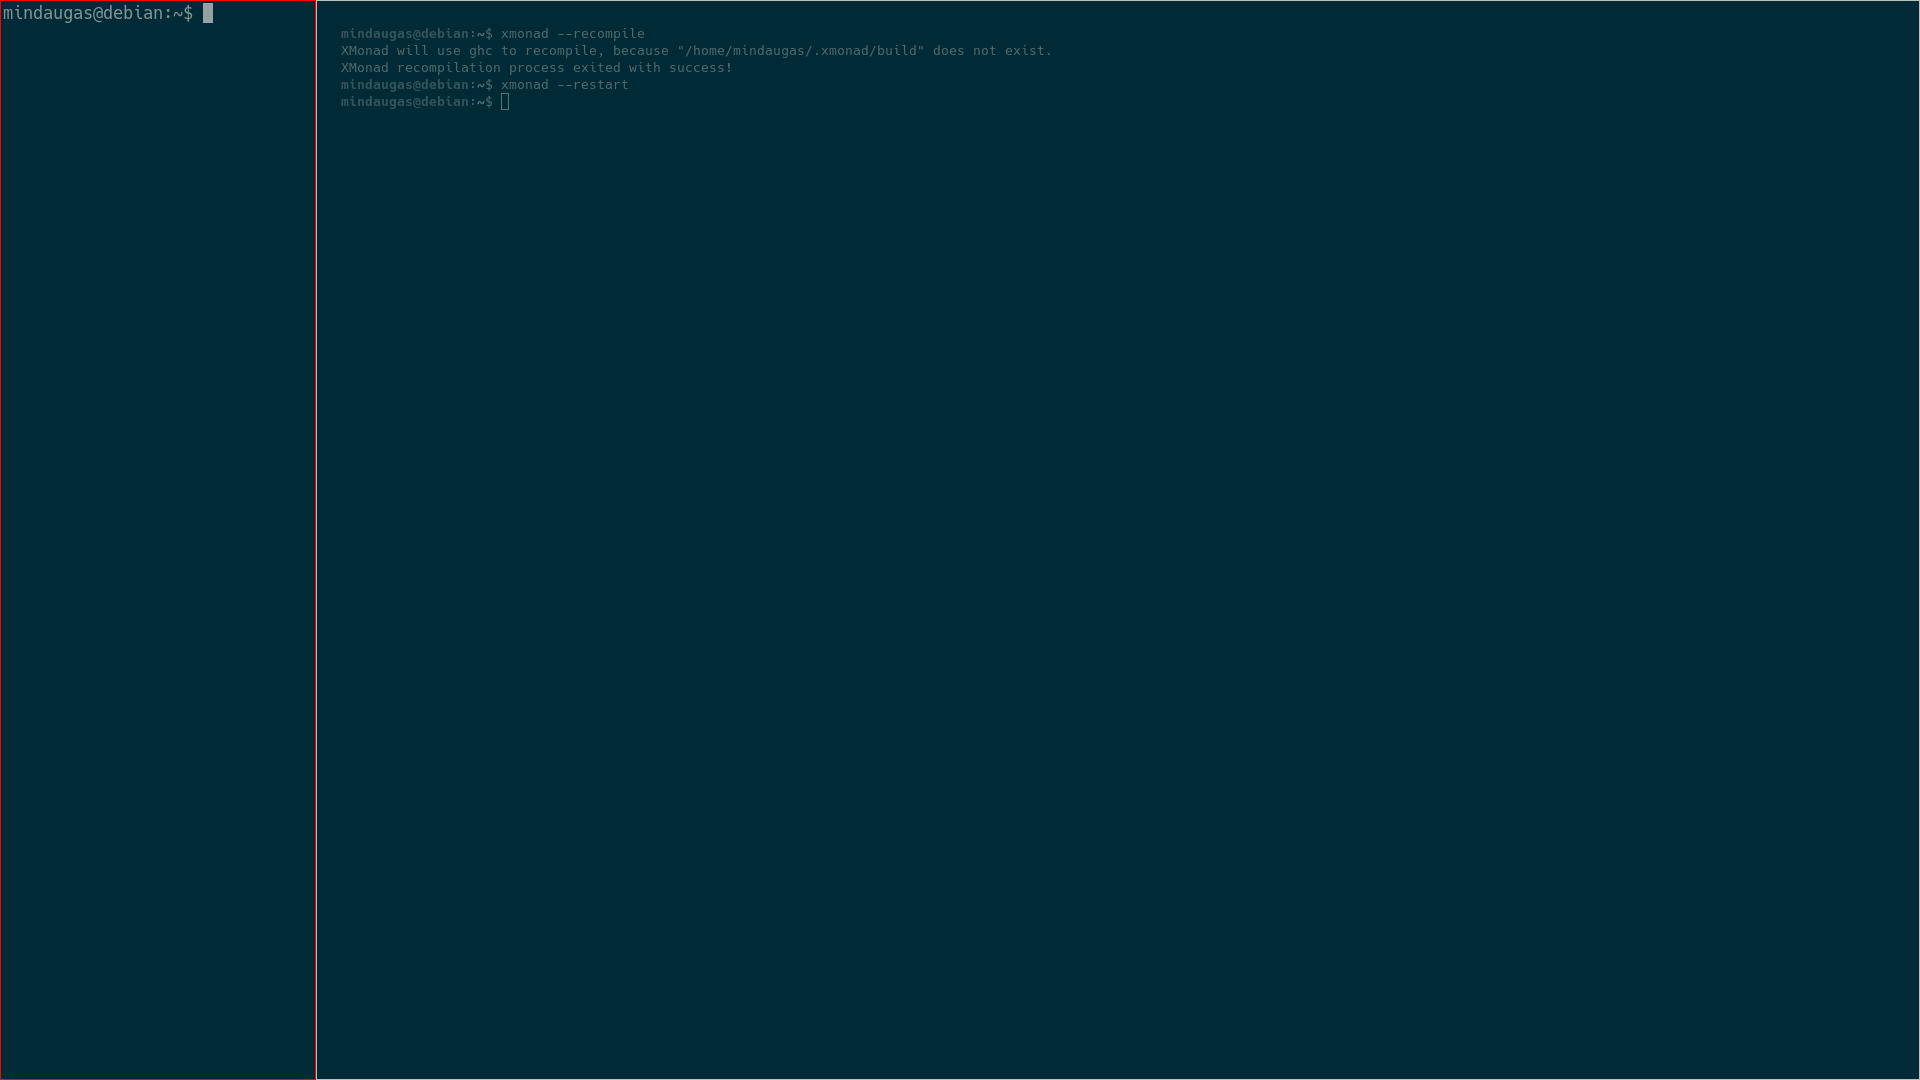 mindaugas@debian:~$
mindaugas@debian:~$ xmonad --recompile
XMonad will use ghc to recompile, because "/home/mindaugas/.xmonad/build" does not exist.
XMonad recompilation process exited with success!
mindaugas@debian:~$ xmonad --restart
mindaugas@debian:~$